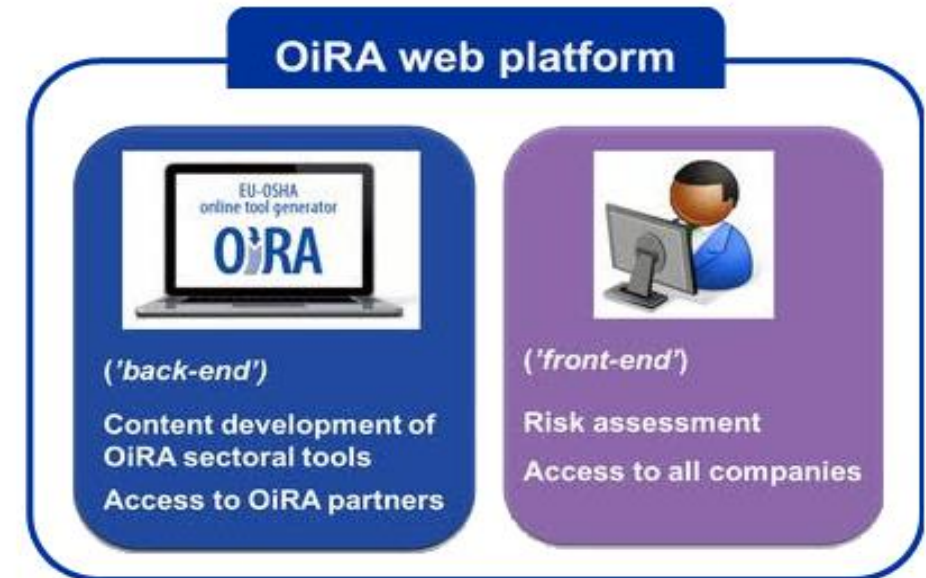 OiRA web platform
EU-OSHA
online tool generator
OiRA
('back-end')
Content development of
OiRA sectoral tools
Access to OiRA partners
('front-end')
Risk assessment
Access to all companies